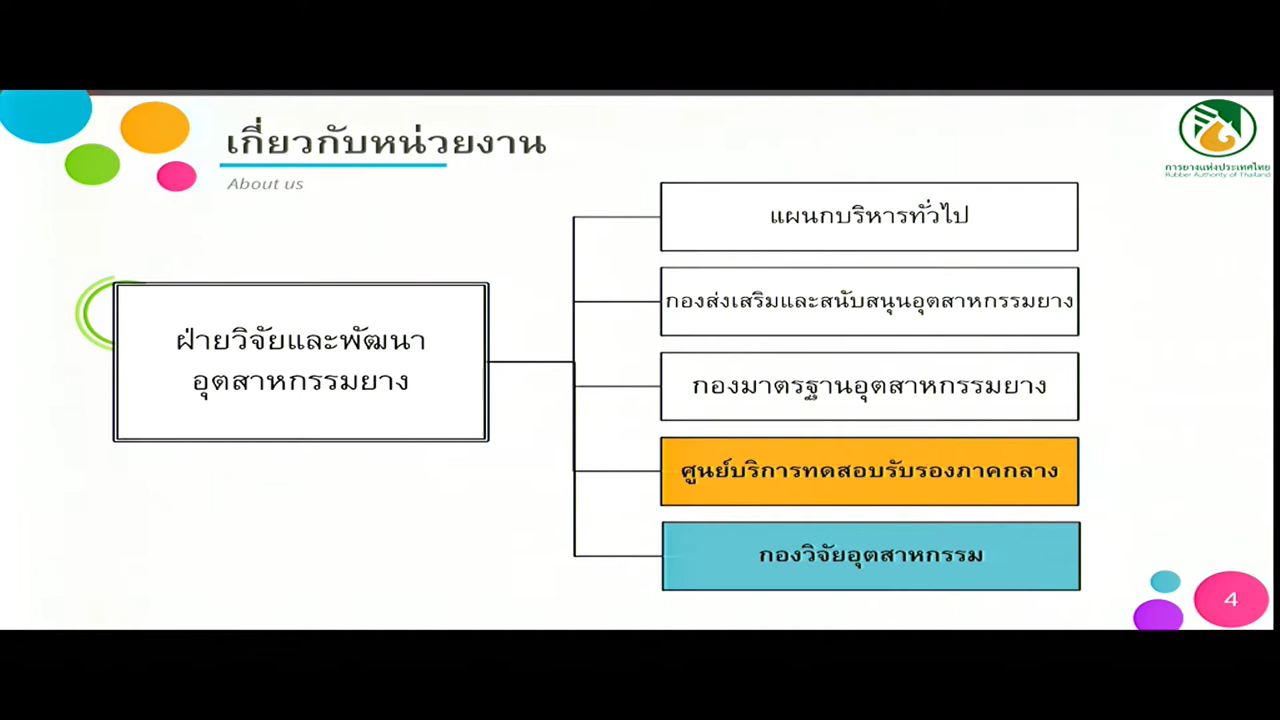 เกี่ยวกับหน่วยงาน
About us
การยางแห่งประเทศไทย
Rubber Authority of Thailand
ฝ่ายวิจัยและพัฒนา
อุตสาหกรรมยาง
แผนกบริหารทั่วไป
กองส่งเสริมและสนับสนุนอุตสาหกรรมยาง
กองมาตรฐานอุตสาหกรรมยาง
ศูนย์บริการทดสอบรับรองภาคกลาง
กองวิจัยอุตสาหกรรม
4